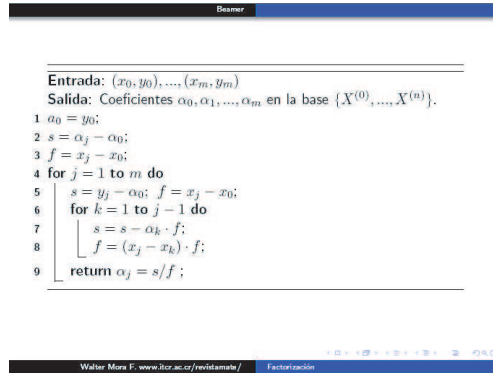 Beamer
Entrada: (x₀, y₀), ..., (xₘ, yₘ)
Salida: Coeficientes α₀, α₁, ..., αₘ en la base {X⁽⁰⁾, ..., X⁽ⁿ⁾}.
1 a₀ = y₀;
2 s = αⱼ − α₀;
3 f = xⱼ − x₀;
4 for j = 1 to m do
5 s = yⱼ − α₀; f = xⱼ − x₀;
6 for k = 1 to j − 1 do
7 s = s − αₖ · f;
8 f = (xⱼ − xₖ) · f;
9 return αⱼ = s/f ;
Walter Mora F. www.itcr.ac.cr/revistamate/ Factorización